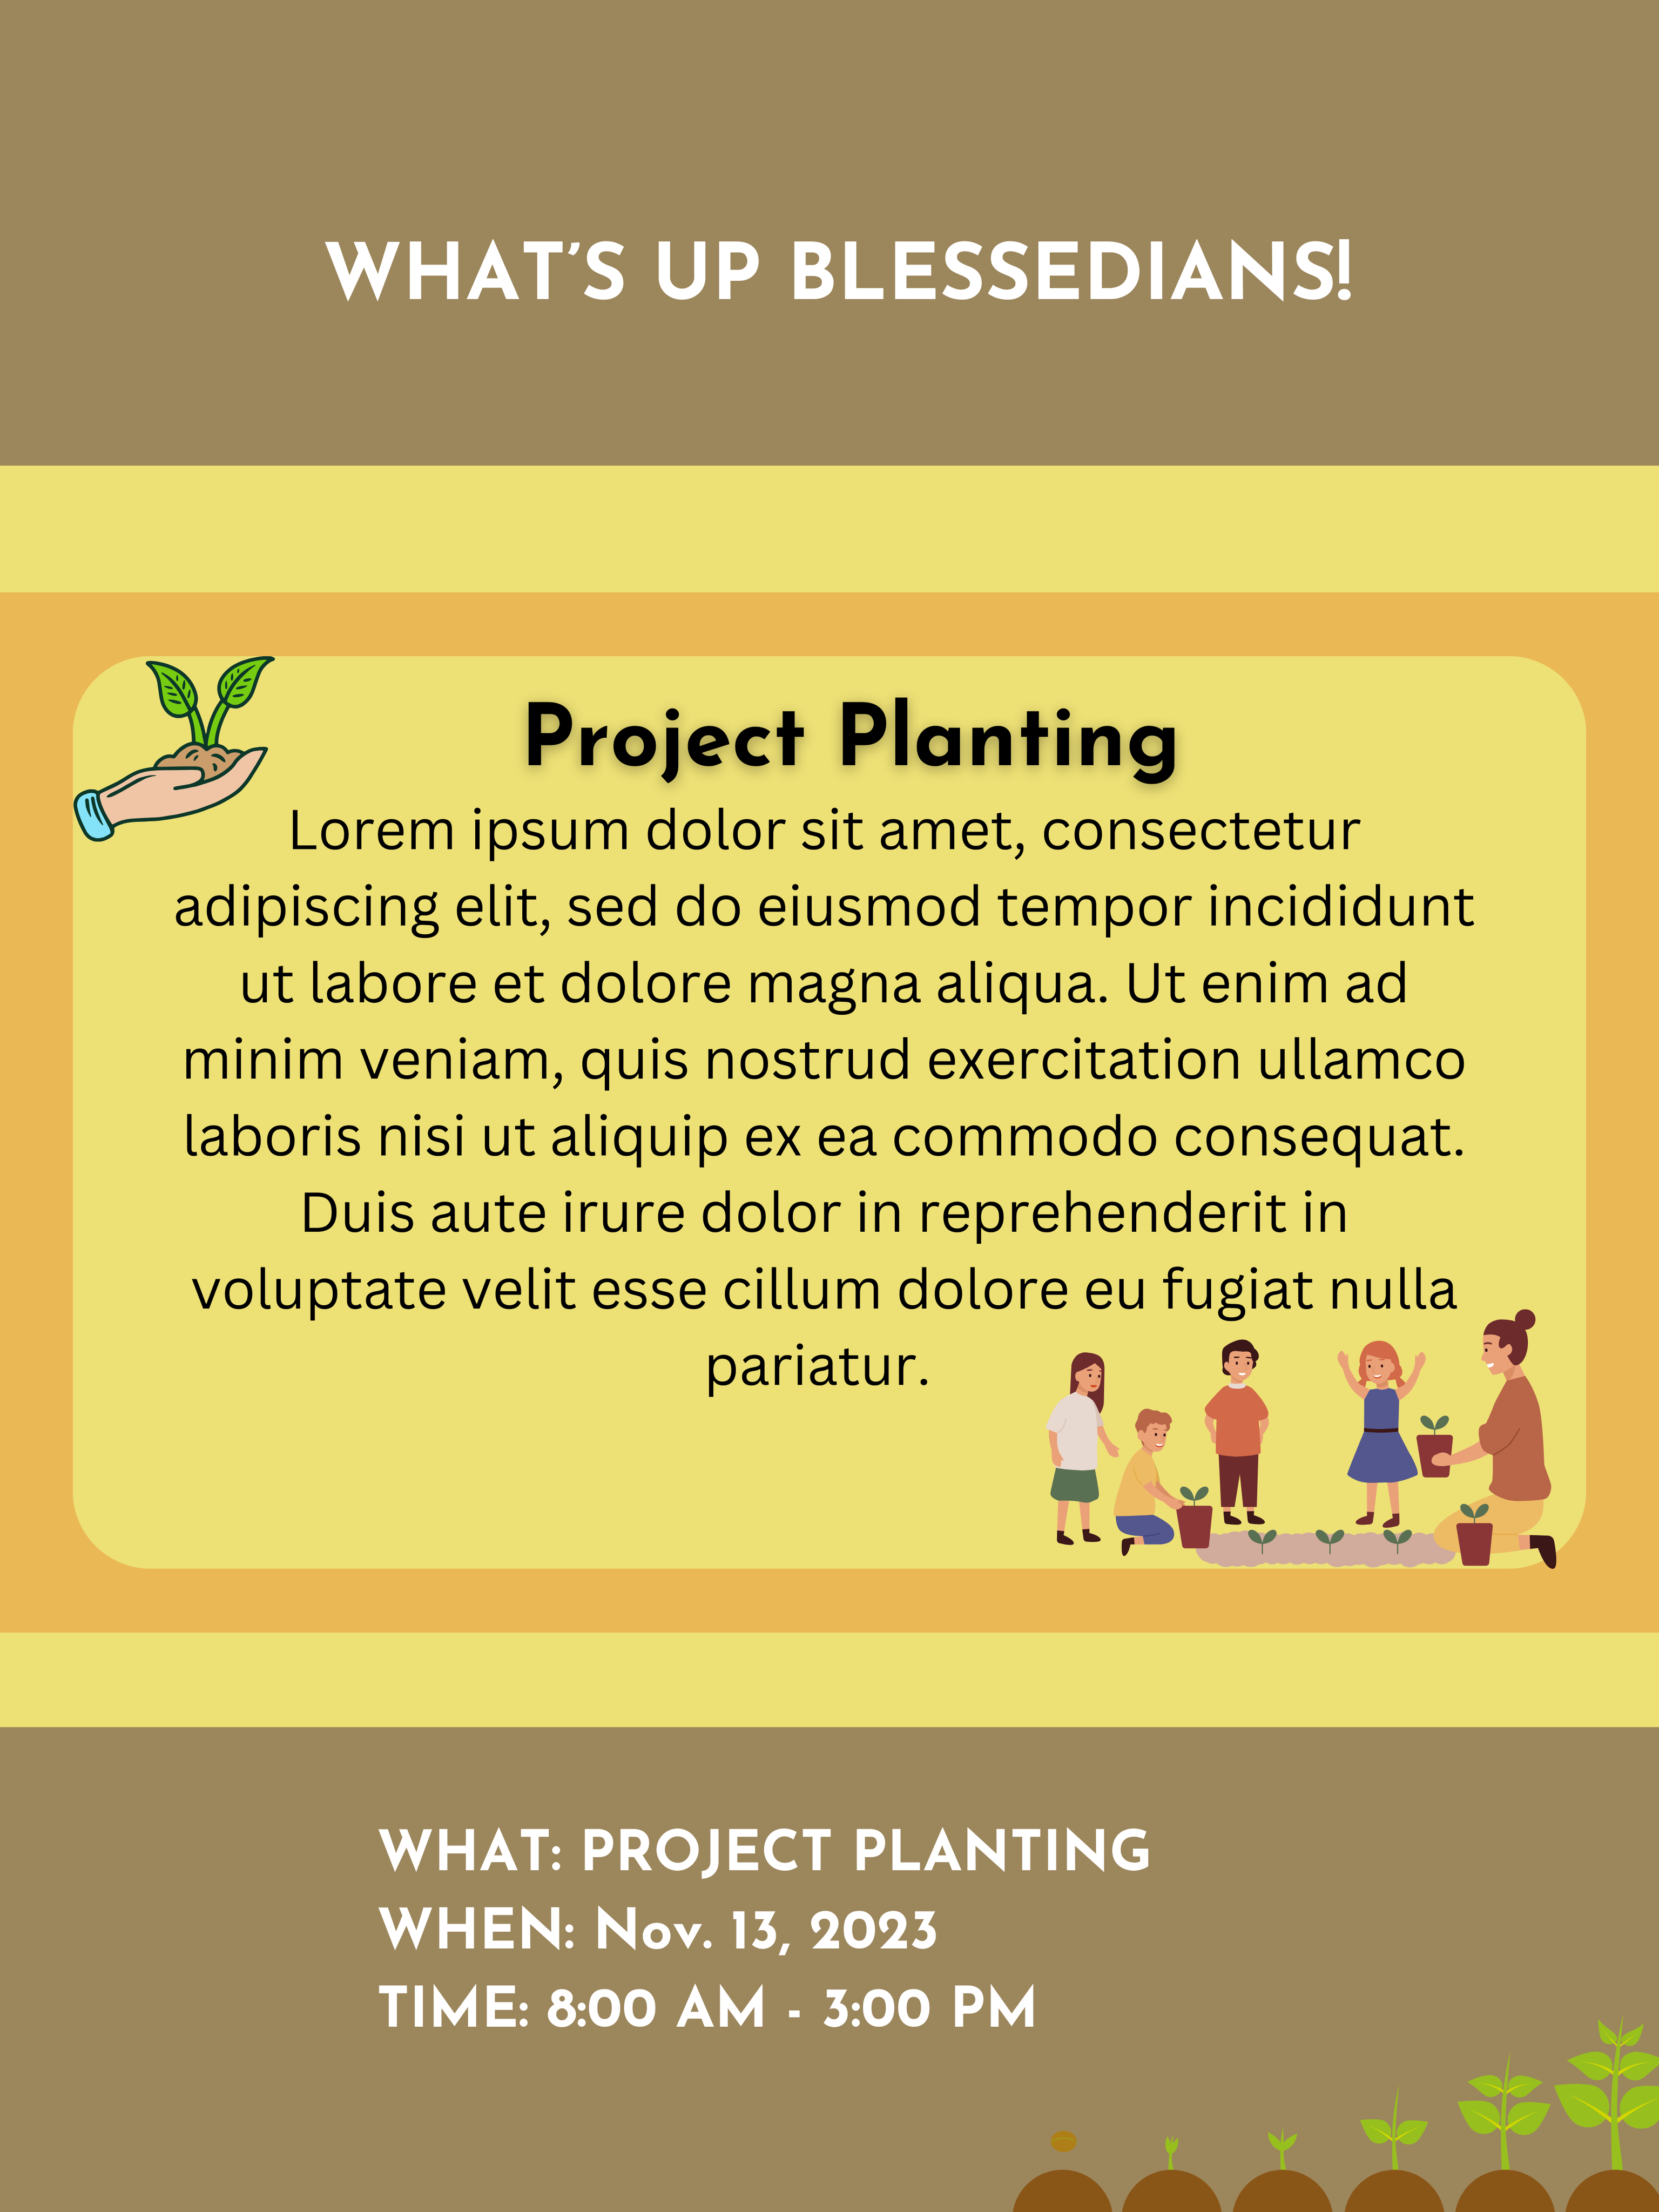 WHAT’S UP BLESSEDIANS!
Project Planting
Lorem ipsum dolor sit amet, consectetur
adipiscing elit, sed do eiusmod tempor incididunt
ut labore et dolore magna aliqua. Ut enim ad
minim veniam, quis nostrud exercitation ullamco
laboris nisi ut aliquip ex ea commodo consequat.
Duis aute irure dolor in reprehenderit in
voluptate velit esse cillum dolore eu fugiat nulla
pariatur.
WHAT: PROJECT PLANTING
WHEN: Nov. 13, 2023
TIME: 8:00 AM - 3:00 PM